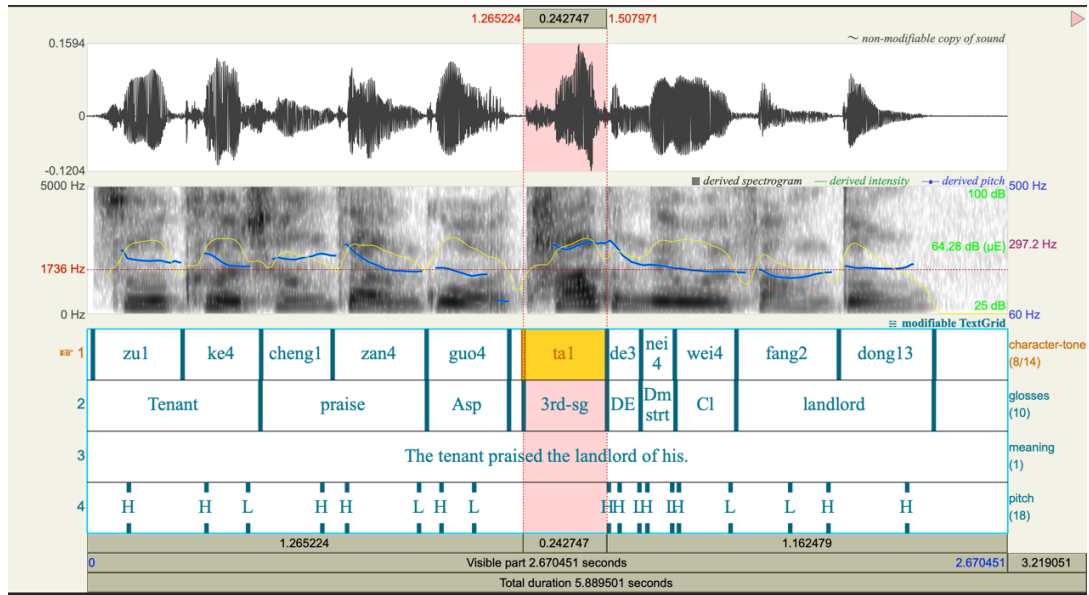 1.265224 0.242747 1.507971
0.1594 ~ non-modifiable copy of sound
0
-0.1204
5000 Hz derived spectrogram derived intensity derived pitch 500 Hz
100 dB
64.28 dB (µE) 297.2 Hz
1736 Hz
25 dB
0 Hz 60 Hz
modifiable TextGrid
1 zu1 ke4 cheng1 zan4 guo4 ta1 de3 nei 4 wei4 fang2 dong13 character-tone (8/14)
2 Tenant praise Asp 3rd-sg DE Dm strt Cl landlord glosses (10)
3 The tenant praised the landlord of his. meaning (1)
4 H H L H H L H L H H L H L H L L H H pitch (18)
1.265224 0.242747 1.162479
0 Visible part 2.670451 seconds 2.670451 3.219051
Total duration 5.889501 seconds